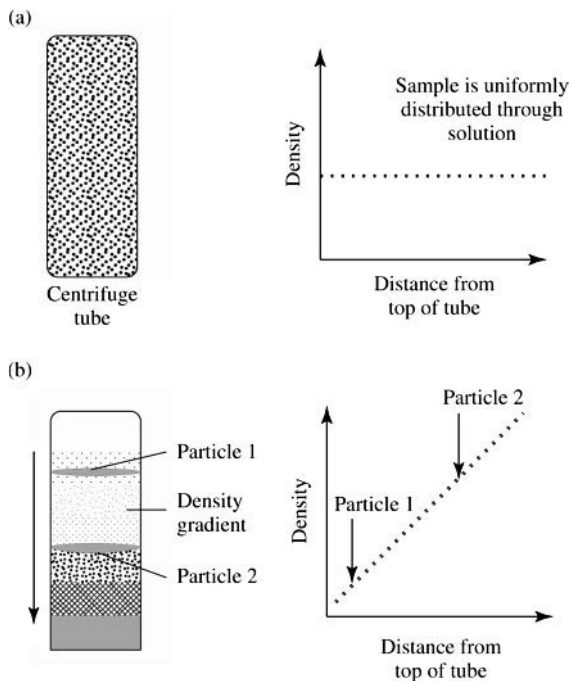 (a)
Centrifuge
tube
Density
Sample is uniformly
distributed through
solution
Distance from
top of tube
(b)
Particle 1
Density
gradient
Particle 2
Density
Particle 2
Particle 1
Distance from
top of tube